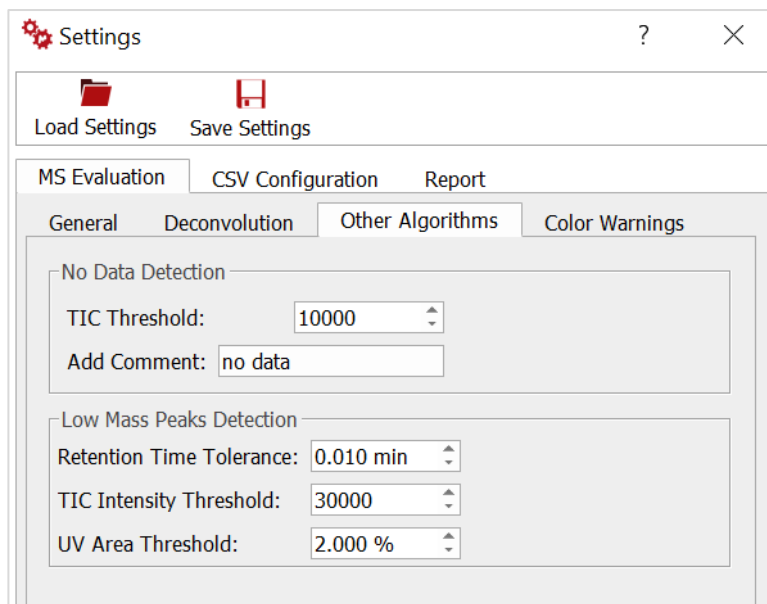 Settings
?
Load Settings Save Settings
MS Evaluation CSV Configuration Report
General Deconvolution Other Algorithms Color Warnings
No Data Detection
TIC Threshold: 10000
Add Comment: no data
Low Mass Peaks Detection
Retention Time Tolerance: 0.010 min
TIC Intensity Threshold: 30000
UV Area Threshold: 2.000 %